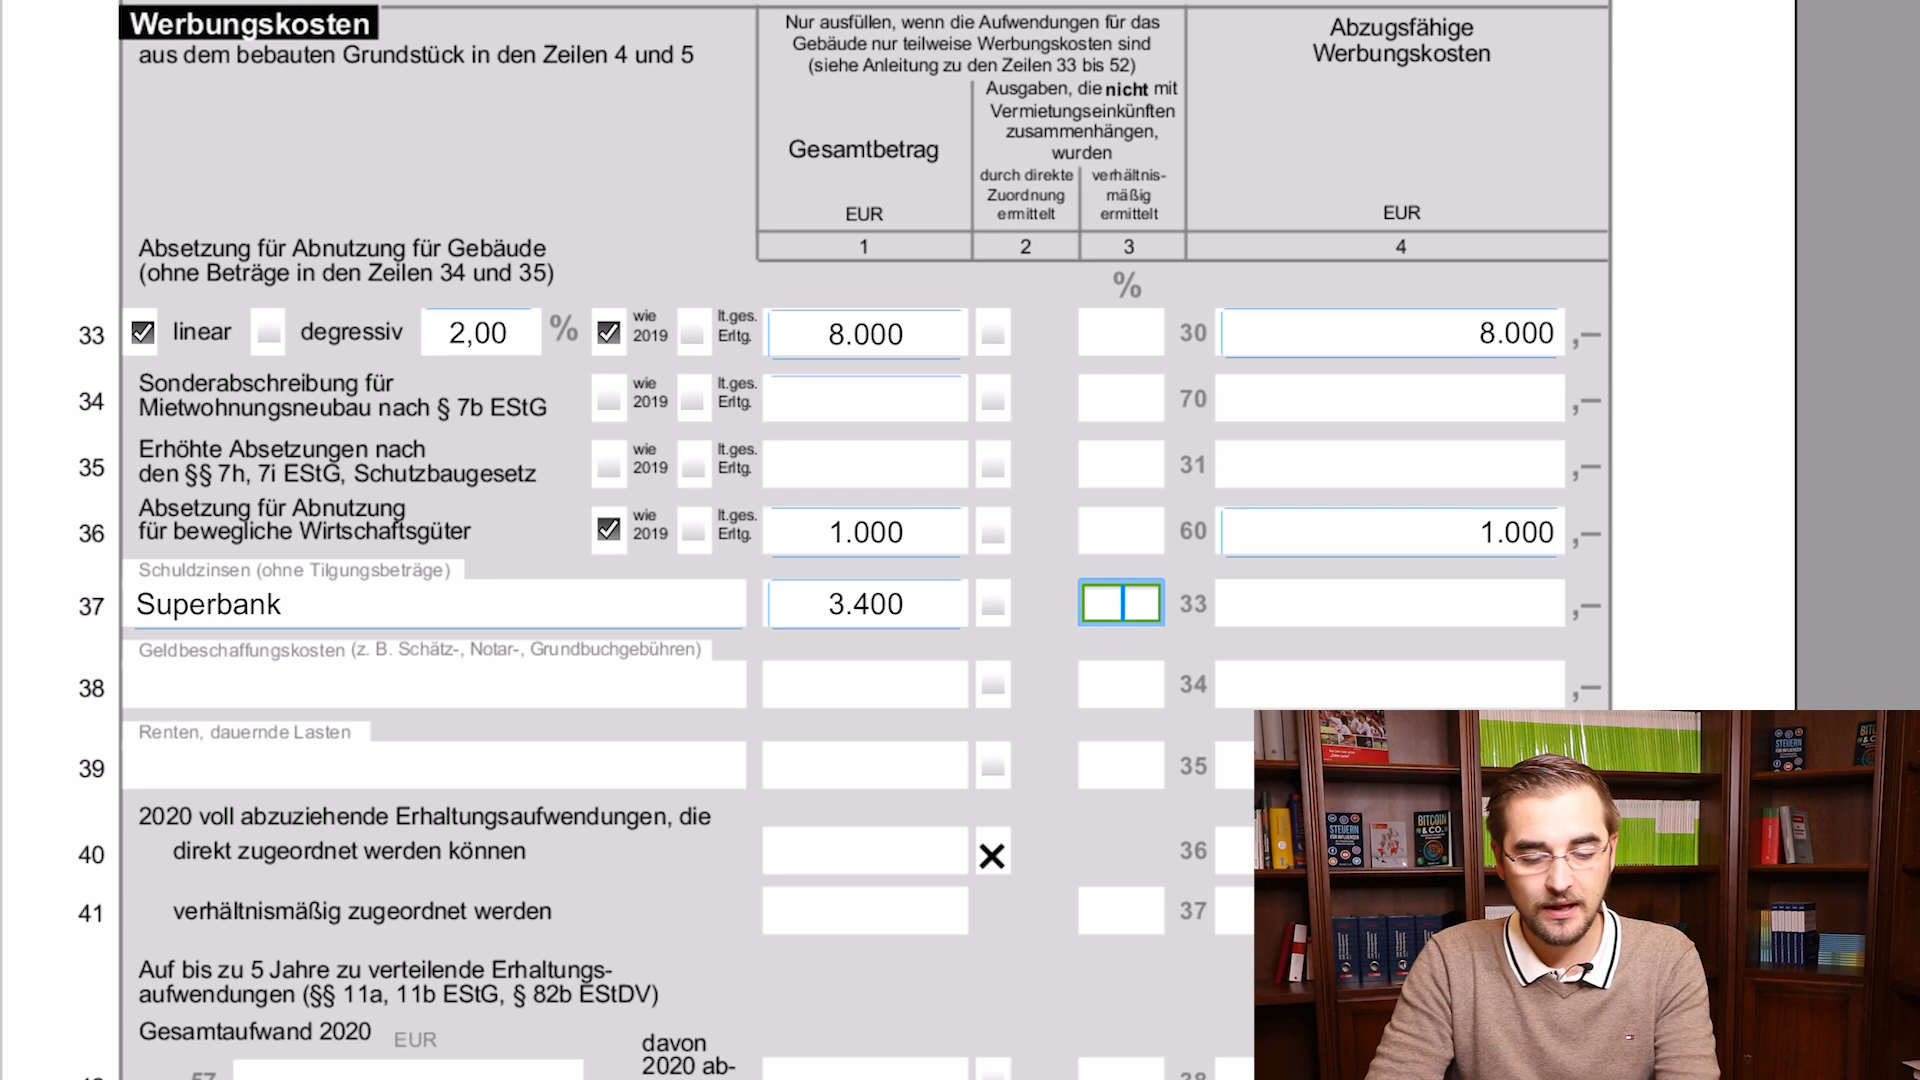 Werbungskosten
aus dem bebauten Grundstück in den Zeilen 4 und 5
Nur ausfüllen, wenn die Aufwendungen für das
Gebäude nur teilweise Werbungskosten sind
(siehe Anleitung zu den Zeilen 33 bis 52)
Abzugsfähige
Werbungskosten
Gesamtbetrag
Ausgaben, die nicht mit
Vermietungseinkünften
zusammenhängen,
wurden
durch direkte
Zuordnung
ermittelt
verhältnis-
mäßig
ermittelt
EUR
EUR
1 2 3 4
Absetzung für Abnutzung für Gebäude
(ohne Beträge in den Zeilen 34 und 35)
%
33 linear degressiv 2,00 % wie 2019 lt.ges. Erltg. 8.000 30 8.000 ,–
34 Sonderabschreibung für
Mietwohnungsneubau nach § 7b EStG wie 2019 lt.ges. Erltg. 70 ,–
35 Erhöhte Absetzungen nach
den §§ 7h, 7i EStG, Schutzbaugesetz wie 2019 lt.ges. Erltg. 31 ,–
36 Absetzung für Abnutzung
für bewegliche Wirtschaftsgüter wie 2019 lt.ges. Erltg. 1.000 60 1.000 ,–
Schuldzinsen (ohne Tilgungsbeträge)
37 Superbank 3.400 33 ,–
Geldbeschaffungskosten (z. B. Schätz-, Notar-, Grundbuchgebühren)
38 34 ,–
Renten, dauernde Lasten
39 35
2020 voll abzuziehende Erhaltungsaufwendungen, die
40 direkt zugeordnet werden können 36
41 verhältnismäßig zugeordnet werden 37
Auf bis zu 5 Jahre zu verteilende Erhaltungs-
aufwendungen (§§ 11a, 11b EStG, § 82b EStDV)
Gesamtaufwand 2020 EUR
davon
2020 ab-
57 38
STEUERN
FÜR INFLUENCER
BITCOIN
& CO.
STEUERN